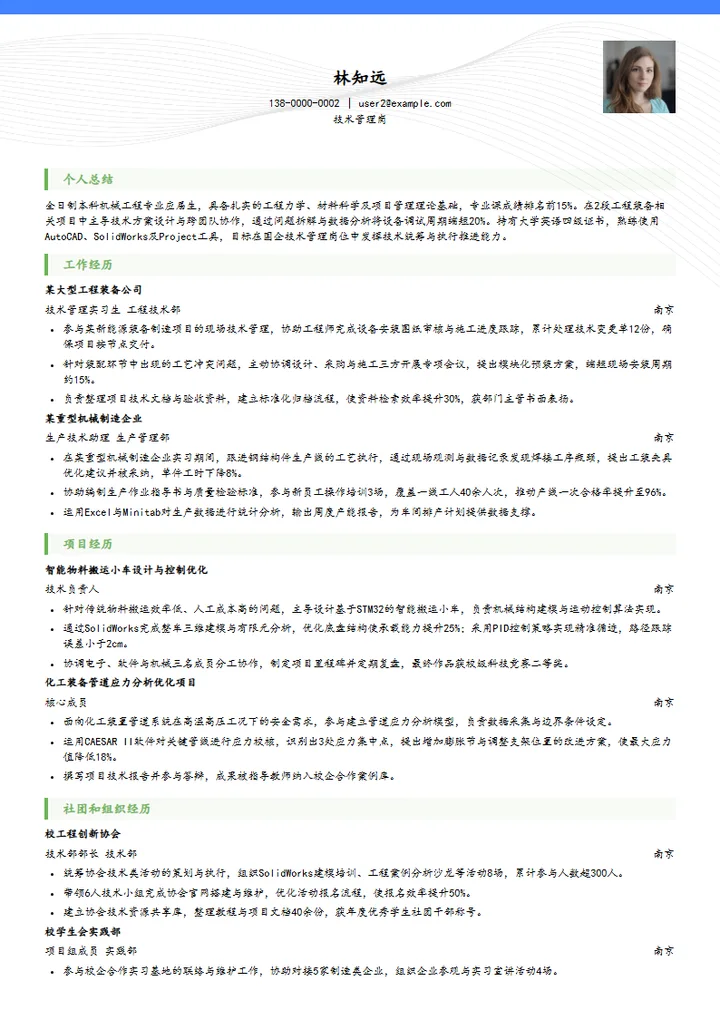 林知远
138-0000-0002 | user2@example.com
技术管理岗
个人总结
全日制本科机械工程专业应届生，具备扎实的工程力学、材料科学及项目管理理论基础，专业课成绩排名前15%。在2段工程装备相
关项目中主导技术方案设计与跨团队协作，通过问题拆解与数据分析将设备调试周期缩短20%。持有大学英语四级证书，熟练使用
AutoCAD、SolidWorks及Project工具，目标在国企技术管理岗位中发挥技术统筹与执行推进能力。
工作经历
某大型工程装备公司
技术管理实习生 工程技术部 南京
• 参与某新能源装备制造项目的现场技术管理，协助工程师完成设备安装图纸审核与施工进度跟踪，累计处理技术变更单12份，确
保项目按节点交付。
• 针对装配环节中出现的工艺冲突问题，主动协调设计、采购与施工三方开展专项会议，提出模块化预装方案，缩短现场安装周期
约15%。
• 负责整理项目技术文档与验收资料，建立标准化归档流程，使资料检索效率提升30%，获部门主管书面表扬。
某重型机械制造企业
生产技术助理 生产管理部 南京
• 在某重型机械制造企业实习期间，跟进钢结构件生产线的工艺执行，通过现场观测与数据记录发现焊接工序瓶颈，提出工装夹具
优化建议并被采纳，单件工时下降8%。
• 协助编制生产作业指导书与质量检验标准，参与新员工操作培训3场，覆盖一线工人40余人次，推动产线一次合格率提升至96%。
• 运用Excel与Minitab对生产数据进行统计分析，输出周度产能报告，为车间排产计划提供数据支撑。
项目经历
智能物料搬运小车设计与控制优化
技术负责人 南京
• 针对传统物料搬运效率低、人工成本高的问题，主导设计基于STM32的智能搬运小车，负责机械结构建模与运动控制算法实现。
• 通过SolidWorks完成整车三维建模与有限元分析，优化底盘结构使承载能力提升25%；采用PID控制策略实现精准循迹，路径跟踪
误差小于2cm。
• 协调电子、软件与机械三名成员分工协作，制定项目里程碑并定期复盘，最终作品获校级科技竞赛二等奖。
化工装备管道应力分析优化项目
核心成员 南京
• 面向化工装置管道系统在高温高压工况下的安全需求，参与建立管道应力分析模型，负责数据采集与边界条件设定。
• 运用CAESAR II软件对关键管线进行应力校核，识别出3处应力集中点，提出增加膨胀节与调整支架位置的改进方案，使最大应力
值降低18%。
• 撰写项目技术报告并参与答辩，成果被指导教师纳入校企合作案例库。
社团和组织经历
校工程创新协会
技术部部长 技术部 南京
• 统筹协会技术类活动的策划与执行，组织SolidWorks建模培训、工程案例分析沙龙等活动8场，累计参与人数超300人。
• 带领6人技术小组完成协会官网搭建与维护，优化活动报名流程，使报名效率提升50%。
• 建立协会技术资源共享库，整理教程与项目文档40余份，获年度优秀学生社团干部称号。
校学生会实践部
项目组成员 实践部 南京
• 参与校企合作实习基地的联络与维护工作，协助对接5家制造类企业，组织企业参观与实习宣讲活动4场。